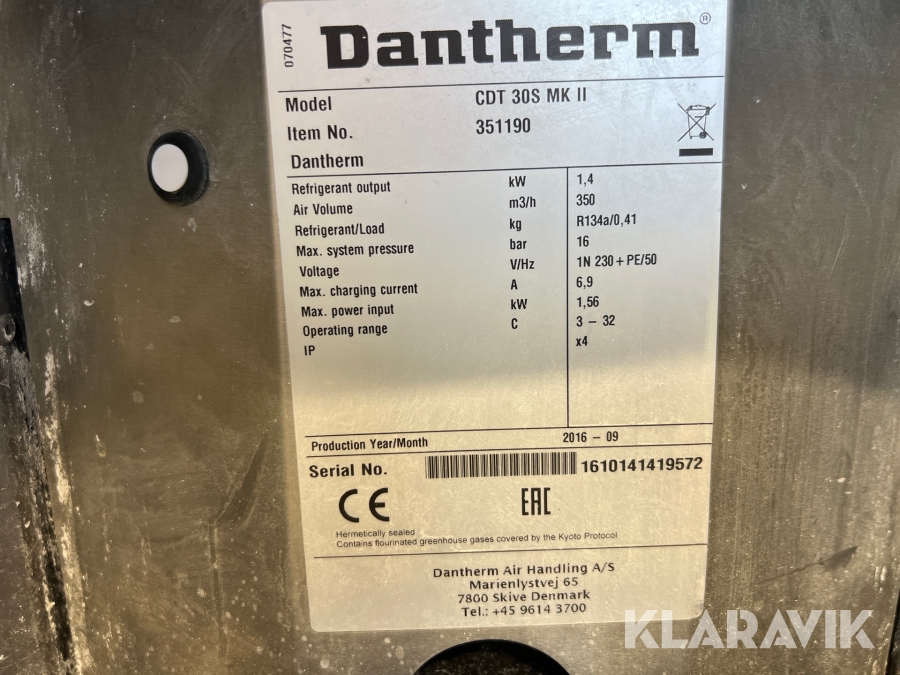 070477
Dantherm®
Model CDT 30S MK II
Item No. 351190
Dantherm
Refrigerant output kW 1,4
Air Volume m3/h 350
Refrigerant/Load kg R134a/0,41
Max. system pressure bar 16
Voltage V/Hz 1N 230 + PE/50
Max. charging current A 6,9
Max. power input kW 1,56
Operating range C 3 – 32
IP x4
Production Year/Month 2016 – 09
Serial No. 1610141419572
CE EAC
Hermetically sealed
Contains flourinated greenhouse gases covered by the Kyoto Protocol
Dantherm Air Handling A/S
Marienlystvej 65
7800 Skive Denmark
Tel.: +45 9614 3700
KLARAVIK